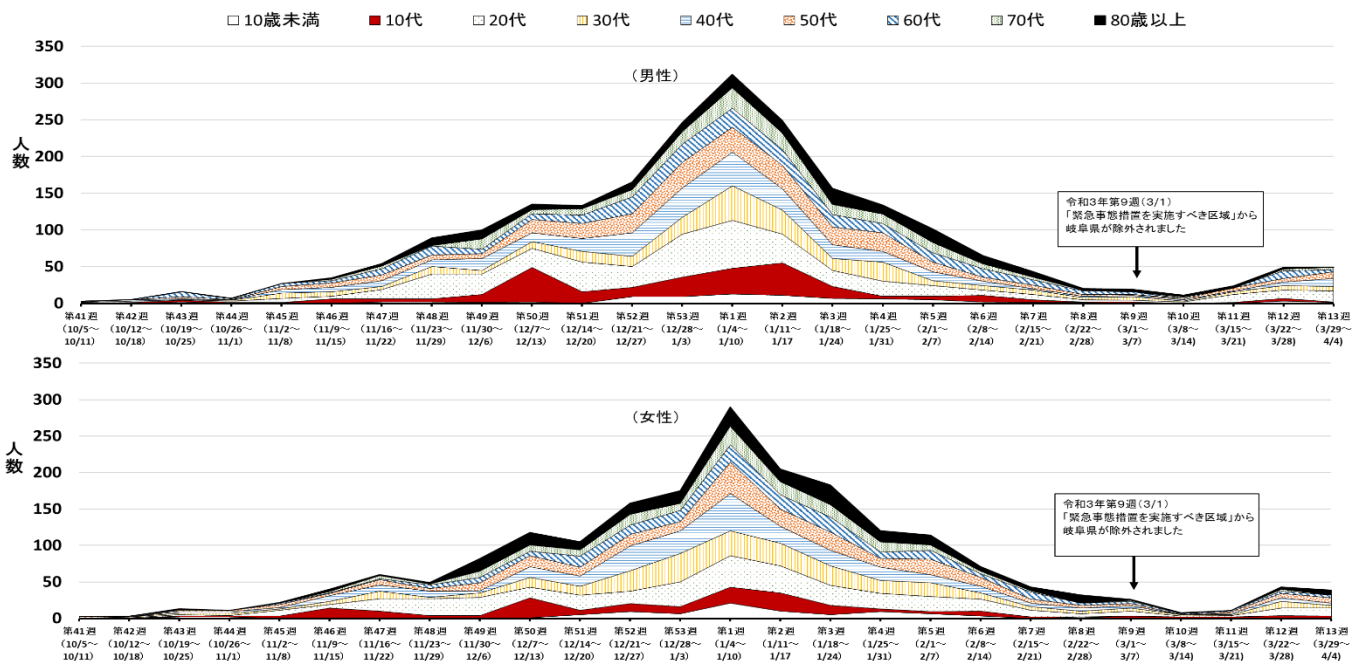 10歳未満 10代 20代 30代 40代 50代 60代 70代 80歳以上
350
300
250
200
150
100
50
0
人数
（男性）
令和3年第9週(3/1)
「緊急事態措置を実施すべき区域」から
岐阜県が除外されました
第41週 第42週 第43週 第44週 第45週 第46週 第47週 第48週 第49週 第50週 第51週 第52週 第53週 第1週 第2週 第3週 第4週 第5週 第6週 第7週 第8週 第9週 第10週 第11週 第12週 第13週
(10/5～ (10/12～ (10/19～ (10/26～ (11/2～ (11/9～ (11/16～ (11/23～ (11/30～ (12/7～ (12/14～ (12/21～ (12/28～ (1/4～ (1/11～ (1/18～ (1/25～ (2/1～ (2/8～ (2/15～ (2/22～ (3/1～ (3/8～ (3/15～ (3/22～ (3/29～
10/11) 10/18) 10/25) 11/1) 11/8) 11/15) 11/22) 11/29) 12/6) 12/13) 12/20) 12/27) 1/3) 1/10) 1/17) 1/24) 1/31) 2/7) 2/14) 2/21) 2/28) 3/7) 3/14) 3/21) 3/28) 4/4)
350
300
250
200
150
100
50
0
人数
（女性）
令和3年第9週(3/1)
「緊急事態措置を実施すべき区域」から
岐阜県が除外されました
第41週 第42週 第43週 第44週 第45週 第46週 第47週 第48週 第49週 第50週 第51週 第52週 第53週 第1週 第2週 第3週 第4週 第5週 第6週 第7週 第8週 第9週 第10週 第11週 第12週 第13週
(10/5～ (10/12～ (10/19～ (10/26～ (11/2～ (11/9～ (11/16～ (11/23～ (11/30～ (12/7～ (12/14～ (12/21～ (12/28～ (1/4～ (1/11～ (1/18～ (1/25～ (2/1～ (2/8～ (2/15～ (2/22～ (3/1～ (3/8～ (3/15～ (3/22～ (3/29～
10/11) 10/18) 10/25) 11/1) 11/8) 11/15) 11/22) 11/29) 12/6) 12/13) 12/20) 12/27) 1/3) 1/10) 1/17) 1/24) 1/31) 2/7) 2/14) 2/21) 2/28) 3/7) 3/14) 3/21) 3/28) 4/4)